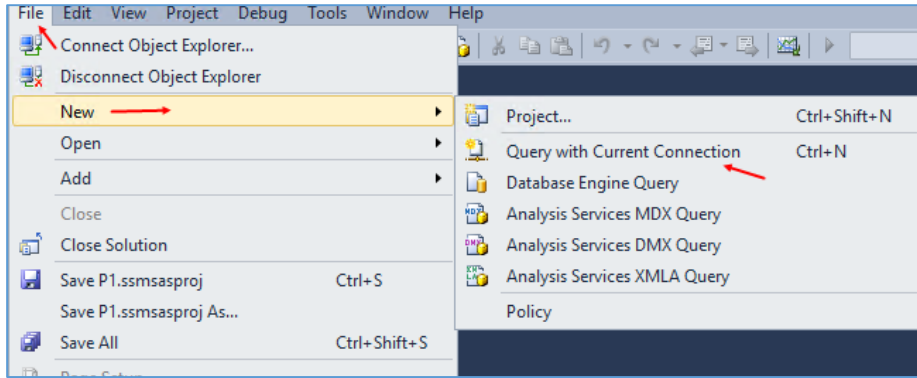 File Edit View Project Debug Tools Window Help
Connect Object Explorer...
Disconnect Object Explorer
New
Project... Ctrl+Shift+N
Open
Query with Current Connection Ctrl+N
Add
Database Engine Query
Close
Analysis Services MDX Query
Close Solution
Analysis Services DMX Query
Save P1.ssmsasproj Ctrl+S
Analysis Services XMLA Query
Save P1.ssmsasproj As...
Policy
Save All Ctrl+Shift+S